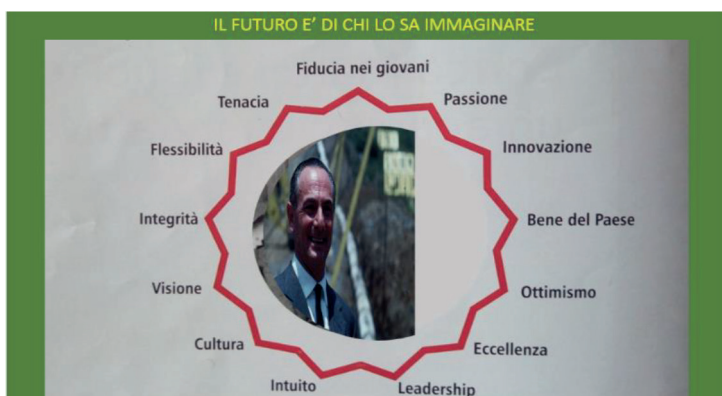 IL FUTURO E' DI CHI LO SA IMMAGINARE
Fiducia nei giovani
Tenacia
Passione
Flessibilità
Innovazione
Integrità
Bene del Paese
Visione
Ottimismo
Cultura
Eccellenza
Intuito
Leadership